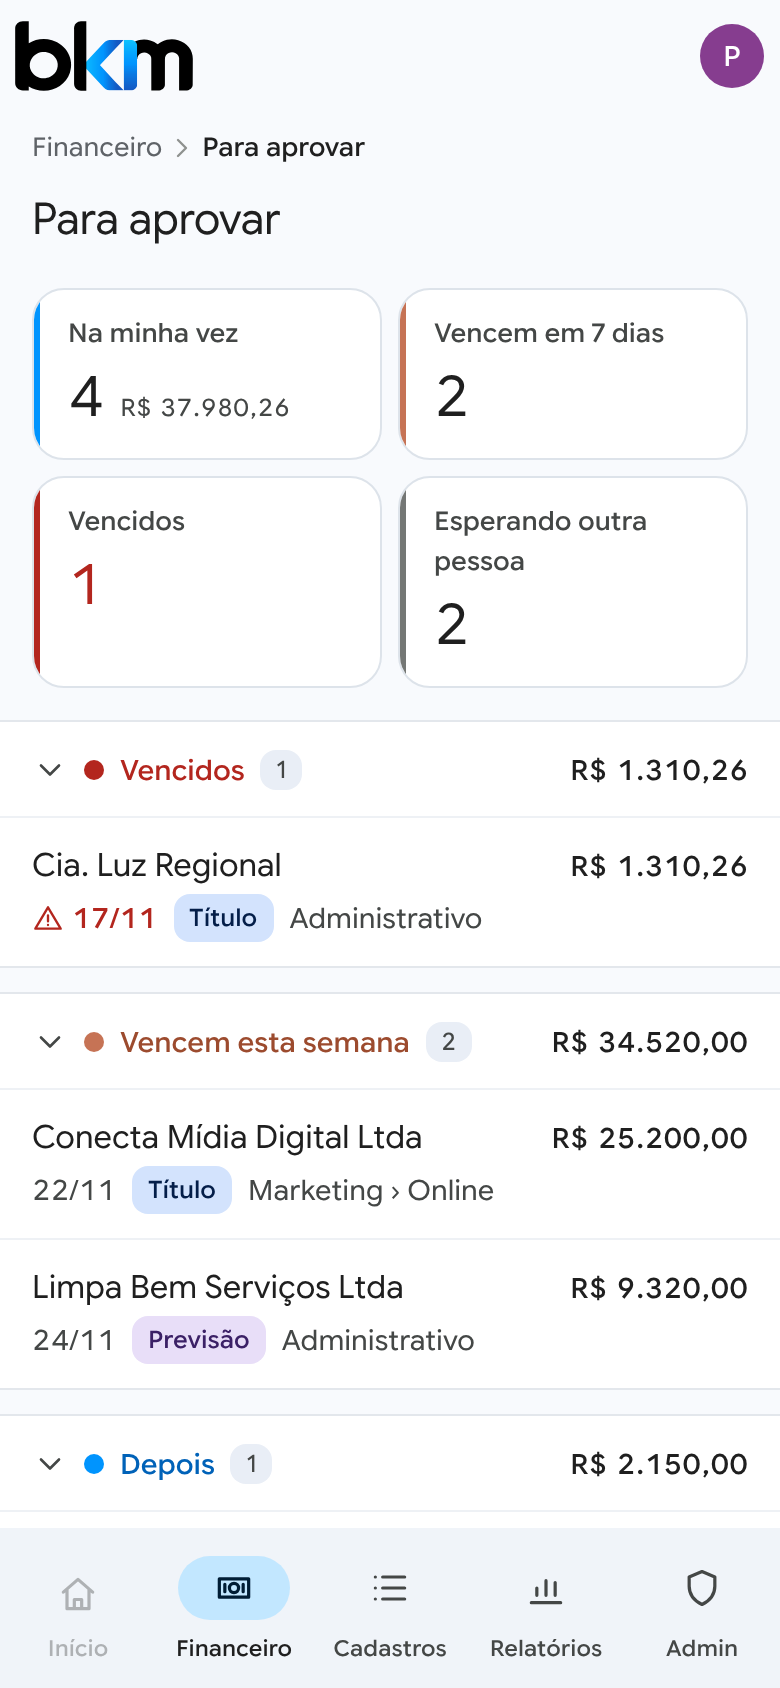 bkm
P
Financeiro > Para aprovar
Para aprovar
Na minha vez
4 R$ 37.980,26
Vencem em 7 dias
2
Vencidos
1
Esperando outra
pessoa
2
Vencidos 1 R$ 1.310,26
Cia. Luz Regional R$ 1.310,26
17/11 Título Administrativo
Vencem esta semana 2 R$ 34.520,00
Conecta Mídia Digital Ltda R$ 25.200,00
22/11 Título Marketing › Online
Limpa Bem Serviços Ltda R$ 9.320,00
24/11 Previsão Administrativo
Depois 1 R$ 2.150,00
Início Financeiro Cadastros Relatórios Admin